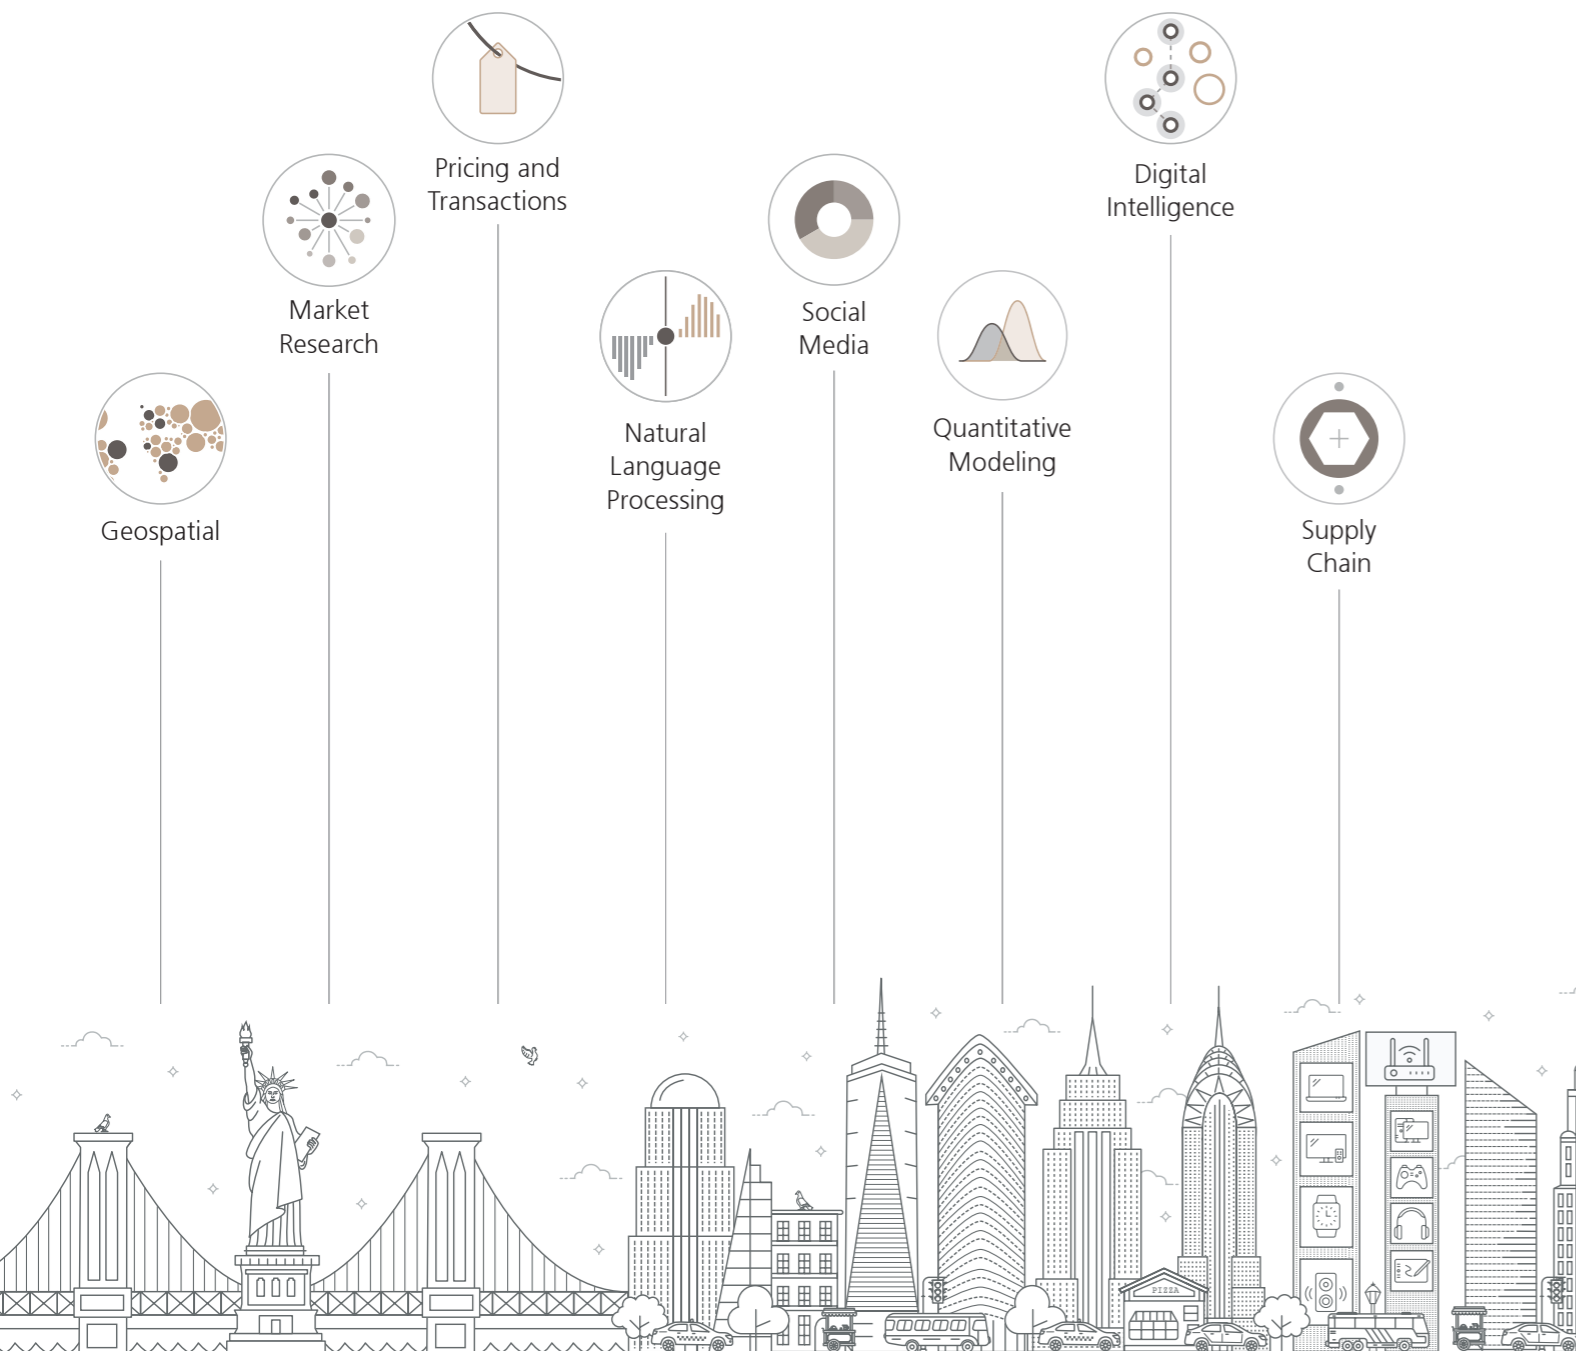 Pricing and
Transactions
Digital
Intelligence
Market
Research
Social
Media
Natural
Language
Processing
Quantitative
Modeling
Geospatial
Supply
Chain
PIZZA